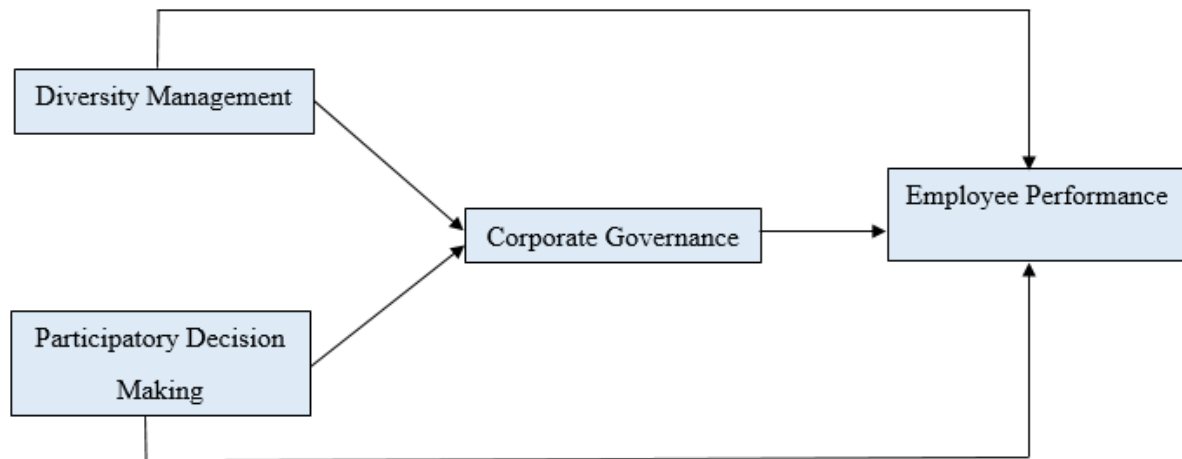 Diversity Management
Employee Performance
Corporate Governance
Participatory Decision
Making